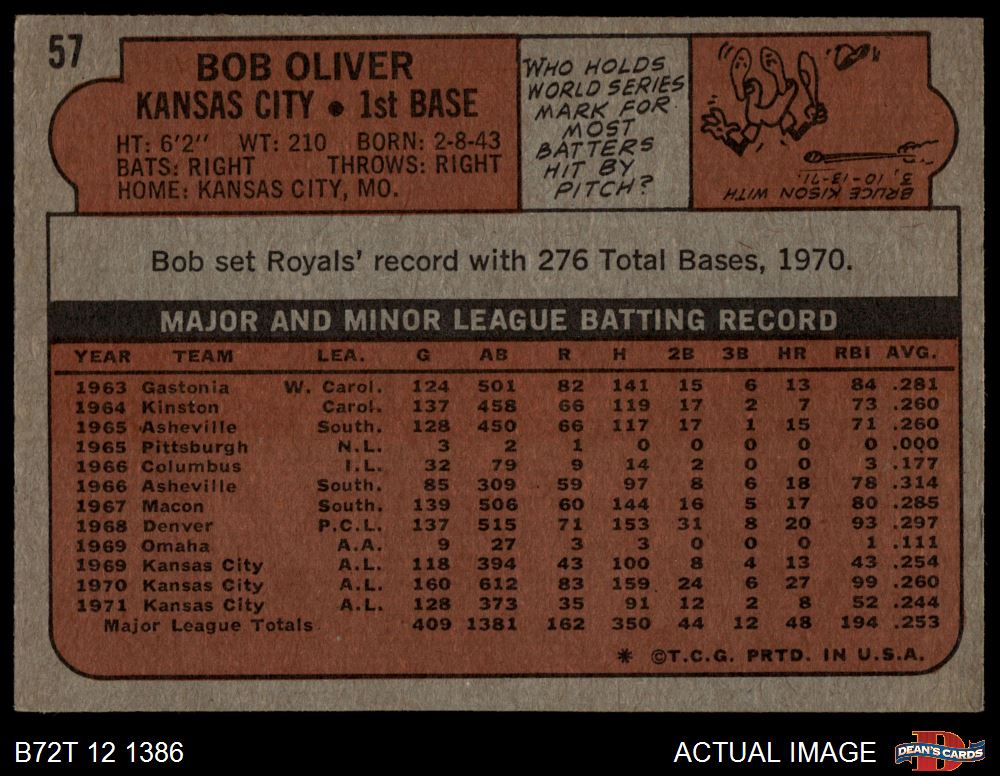 57
BOB OLIVER
KANSAS CITY • 1st BASE
HT: 6'2" WT: 210 BORN: 2-8-43
BATS: RIGHT THROWS: RIGHT
HOME: KANSAS CITY, MO.
WHO HOLDS
WORLD SERIES
MARK FOR
MOST
BATTERS
HIT BY
PITCH?
BRUCE KISON WITH
3, 10-13-71.
Bob set Royals' record with 276 Total Bases, 1970.
MAJOR AND MINOR LEAGUE BATTING RECORD
YEAR TEAM LEA. G AB R H 2B 3B HR RBI AVG.
1963 Gastonia W. Carol. 124 501 82 141 15 6 13 84 .281
1964 Kinston Carol. 137 458 66 119 17 2 7 73 .260
1965 Asheville South. 128 450 66 117 17 1 15 71 .260
1965 Pittsburgh N.L. 3 2 1 0 0 0 0 0 .000
1966 Columbus I.L. 32 79 9 14 2 0 0 3 .177
1966 Asheville South. 85 309 59 97 8 6 18 78 .314
1967 Macon South. 139 506 60 144 16 5 17 80 .285
1968 Denver P.C.L. 137 515 71 153 31 8 20 93 .297
1969 Omaha A.A. 9 27 3 3 0 0 0 1 .111
1969 Kansas City A.L. 118 394 43 100 8 4 13 43 .254
1970 Kansas City A.L. 160 612 83 159 24 6 27 99 .260
1971 Kansas City A.L. 128 373 35 91 12 2 8 52 .244
Major League Totals 409 1381 162 350 44 12 48 194 .253
* ©T.C.G. PRTD. IN U.S.A.
B72T 12 1386 ACTUAL IMAGE DEAN'S CARDS